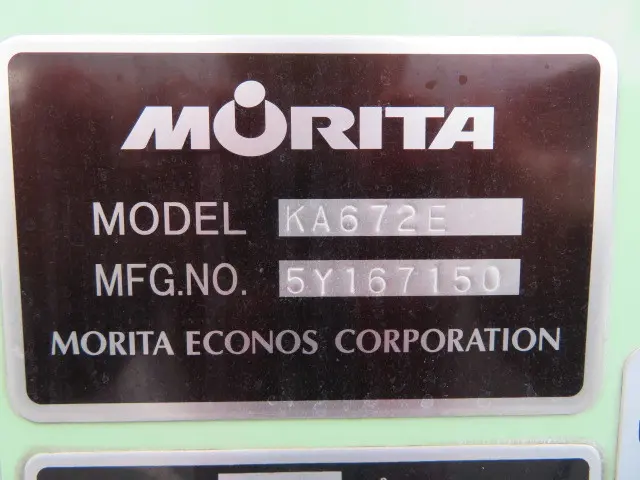 MORITA
MODEL KA672E
MFG.NO. 5Y167150
MORITA ECONOS CORPORATION